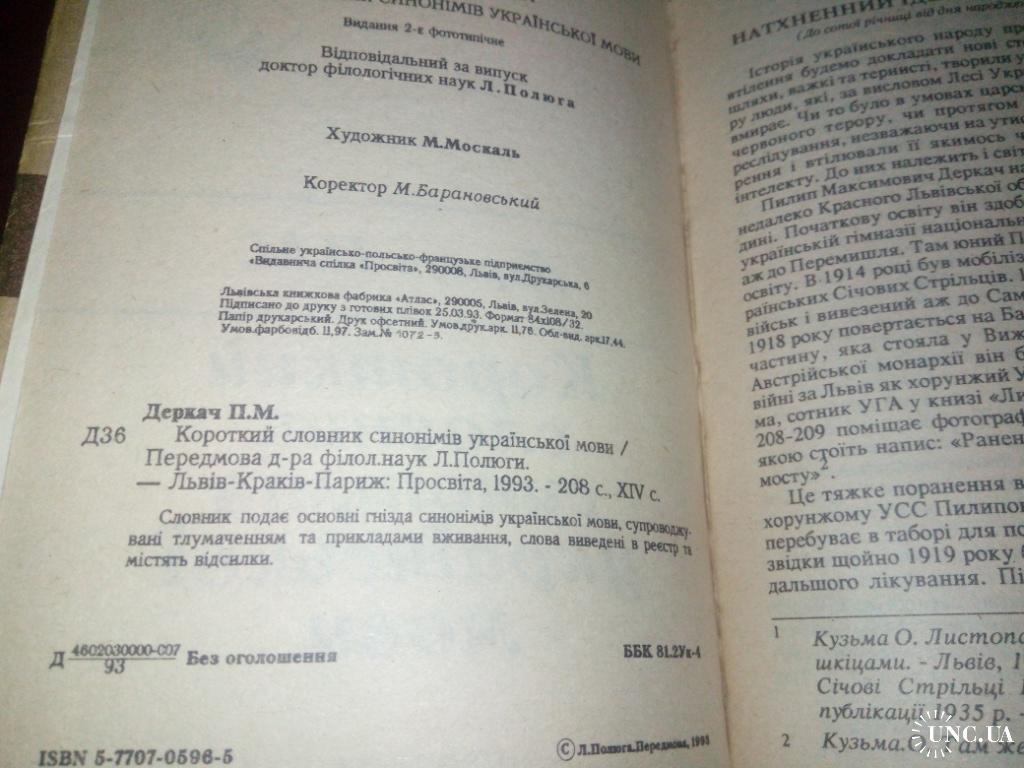 СИНОНІМІВ УКРАЇНСЬКОЇ МОВИ
Видання 2-е фототипічне
Відповідальний за випуск
доктор філологічних наук Л.Полюга
Художник М.Москаль
Коректор М.Барановський
Спільне українсько-польсько-французьке підприємство
«Видавнича спілка «Просвіта», 290008, Львів, вул.Друкарська, 6
Львівська книжкова фабрика «Атлас», 290005, Львів, вул.Зелена, 20
Підписано до друку з готових плівок 25.03.93. Формат 84х108/32.
Папір друкарський. Друк офсетний. Умов.друк.арк. 11,76. Обл-вид. арк.17,44.
Умов.фарбовідб. 11,97. Зам.№ 1072-3.
Деркач П.М.
Д36 Короткий словник синонімів української мови /
Передмова д-ра філол.наук Л.Полюги.
— Львів-Краків-Париж: Просвіта, 1993. - 208 с., XIV с.
Словник подає основні гнізда синонімів української мови, супроводжу-
вані тлумаченням та прикладами вживання, слова виведені в реєстр та
містять відсилки.
Д 4602030000-007
93 Без оголошення
ББК 81.2Ук-4
ISBN 5-7707-0596-5
© Л.Полюга.Передмова, 1993
НАТХНЕННИЙ
(До сотої річниці від дня
Історія українського народу
втілення будемо докладати нові
шляхи, важкі та тернисті, творили
ру люди, які, за висловом Лесі
вмирає. Чи то було в умовах
червоного терору, чи протягом
реслідування, незважаючи на
рення і втілювали її якимось
інтелекту. До них належить і
Пилип Максимович Деркач
недалеко Красного Львівської
дині. Початкову освіту він
українській гімназії
аж до Перемишля. Там юний
освіту. В 1914 році був
раїнських Січових Стрільців.
військ і вивезений аж до
1918 року повертається на
частину, яка стояла у
Австрійської монархії він
війні за Львів як хорунжий
ма, сотник УГА у книзі
208-209 поміщає
якою стоїть напис:
мосту»2.
Це тяжке поранення
хорунжому УСС
перебуває в таборі для
звідки щойно 1919 року
дальшого лікування.
1 Кузьма О.
шкіцами. - Львів,
Січові Стрільці
публікації 1935 р. -
2 Кузьма.О. Там же
UNC.UA